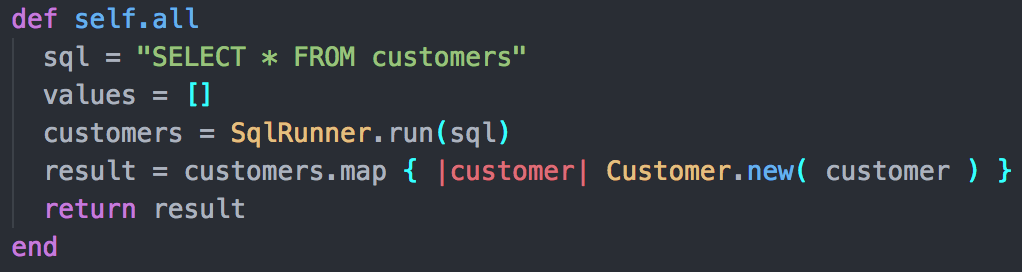 def self.all
  sql = "SELECT * FROM customers"
  values = []
  customers = SqlRunner.run(sql)
  result = customers.map { |customer| Customer.new( customer ) }
  return result
end